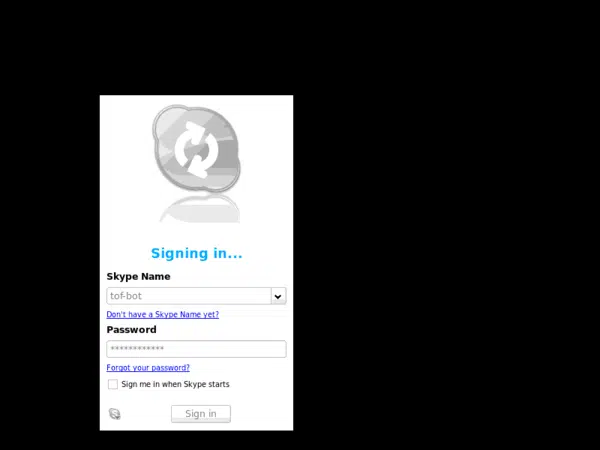 Signing in...
Skype Name
tof-bot
Don't have a Skype Name yet?
Password
************
Forgot your password?
Sign me in when Skype starts
Sign in